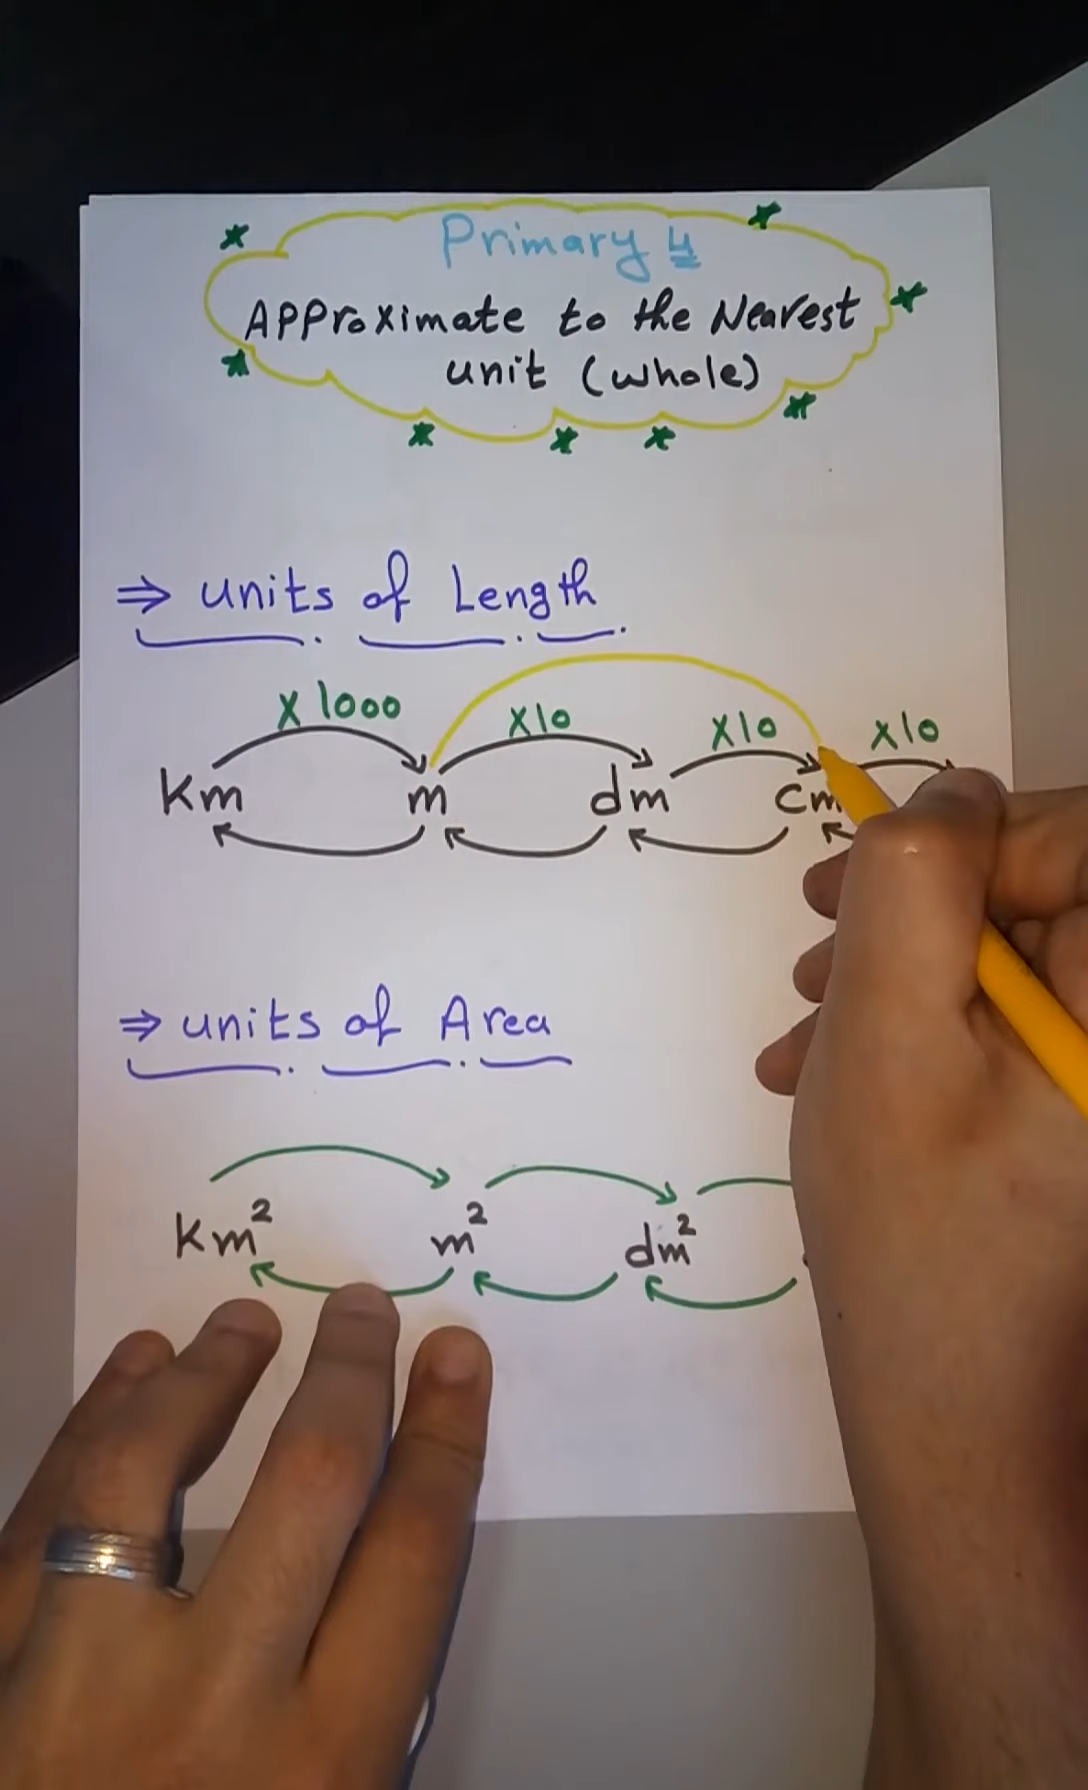 Primary 4
Approximate to the Nearest
unit (whole)
⇒ units of Length
x 1000 x10 x10 x10
Km m dm cm
⇒ units of Area
Km² m² dm²